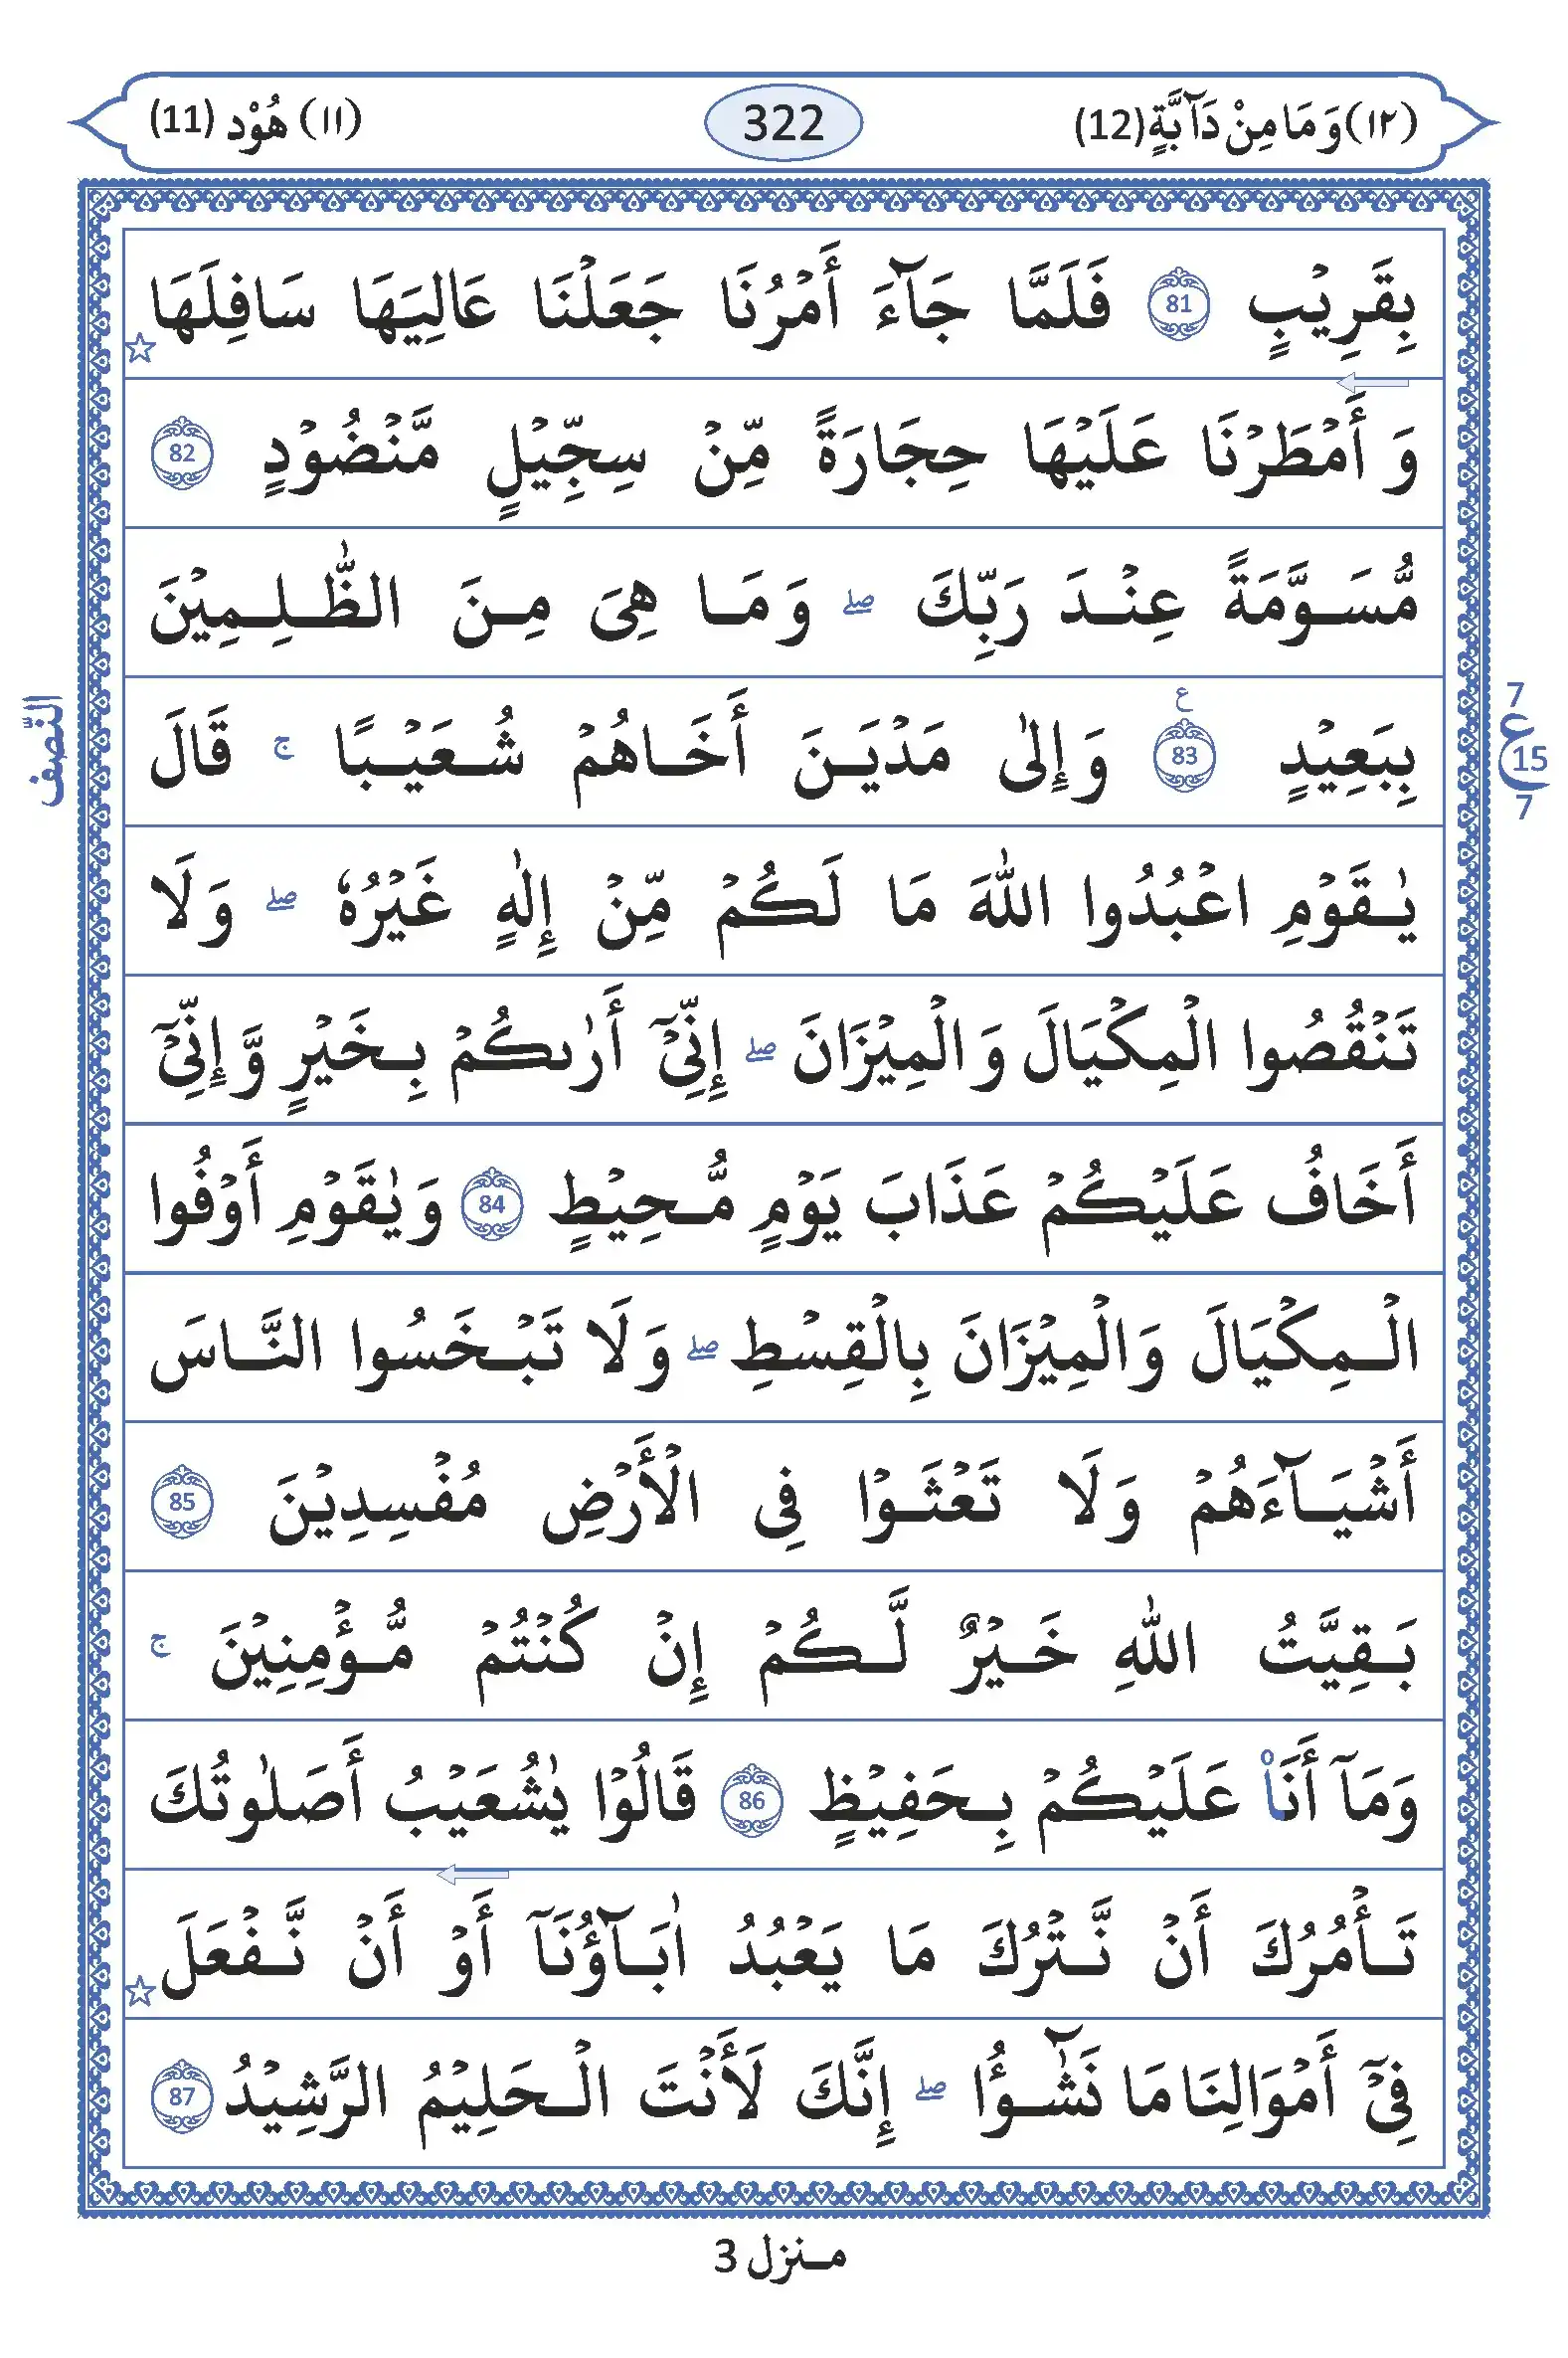 (١٢) وَمَا مِنْ دَآبَّةٍ (12) 322 (١١) هُوْد (11)
بِقَرِيْبٍ 81 فَلَمَّا جَآءَ أَمْرُنَا جَعَلْنَا عَالِيَهَا سَافِلَهَا ☆
وَ أَمْطَرْنَا عَلَيْهَا حِجَارَةً مِّنْ سِجِّيْلٍ مَّنْضُوْدٍ 82
مُّسَوَّمَةً عِنْدَ رَبِّكَ ۖ وَمَا هِىَ مِنَ الظّٰلِمِيْنَ
بِبَعِيْدٍ 83 ع وَإِلٰى مَدْيَنَ أَخَاهُمْ شُعَيْبًا ۚ قَالَ
النّصف
7 ع 15 7
يٰقَوْمِ اعْبُدُوا اللّٰهَ مَا لَكُمْ مِّنْ إِلٰهٍ غَيْرُهٗ ۖ وَلَا
تَنْقُصُوا الْمِكْيَالَ وَالْمِيْزَانَ ۖ إِنِّىْٓ أَرٰىكُمْ بِخَيْرٍ وَّإِنِّىْٓ
أَخَافُ عَلَيْكُمْ عَذَابَ يَوْمٍ مُّحِيْطٍ 84 وَيٰقَوْمِ أَوْفُوا
الْمِكْيَالَ وَالْمِيْزَانَ بِالْقِسْطِ ۖ وَلَا تَبْخَسُوا النَّاسَ
أَشْيَآءَهُمْ وَلَا تَعْثَوْا فِى الْأَرْضِ مُفْسِدِيْنَ 85
بَقِيَّتُ اللّٰهِ خَيْرٌ لَّكُمْ إِنْ كُنْتُمْ مُّؤْمِنِيْنَ ۚ
وَمَآ أَنَا۠ عَلَيْكُمْ بِحَفِيْظٍ 86 قَالُوْا يٰشُعَيْبُ أَصَلٰوتُكَ
تَأْمُرُكَ أَنْ نَّتْرُكَ مَا يَعْبُدُ اٰبَآؤُنَآ أَوْ أَنْ نَّفْعَلَ ☆
فِىْٓ أَمْوَالِنَا مَا نَشٰٓؤُا ۖ إِنَّكَ لَأَنْتَ الْحَلِيْمُ الرَّشِيْدُ 87
منزل 3